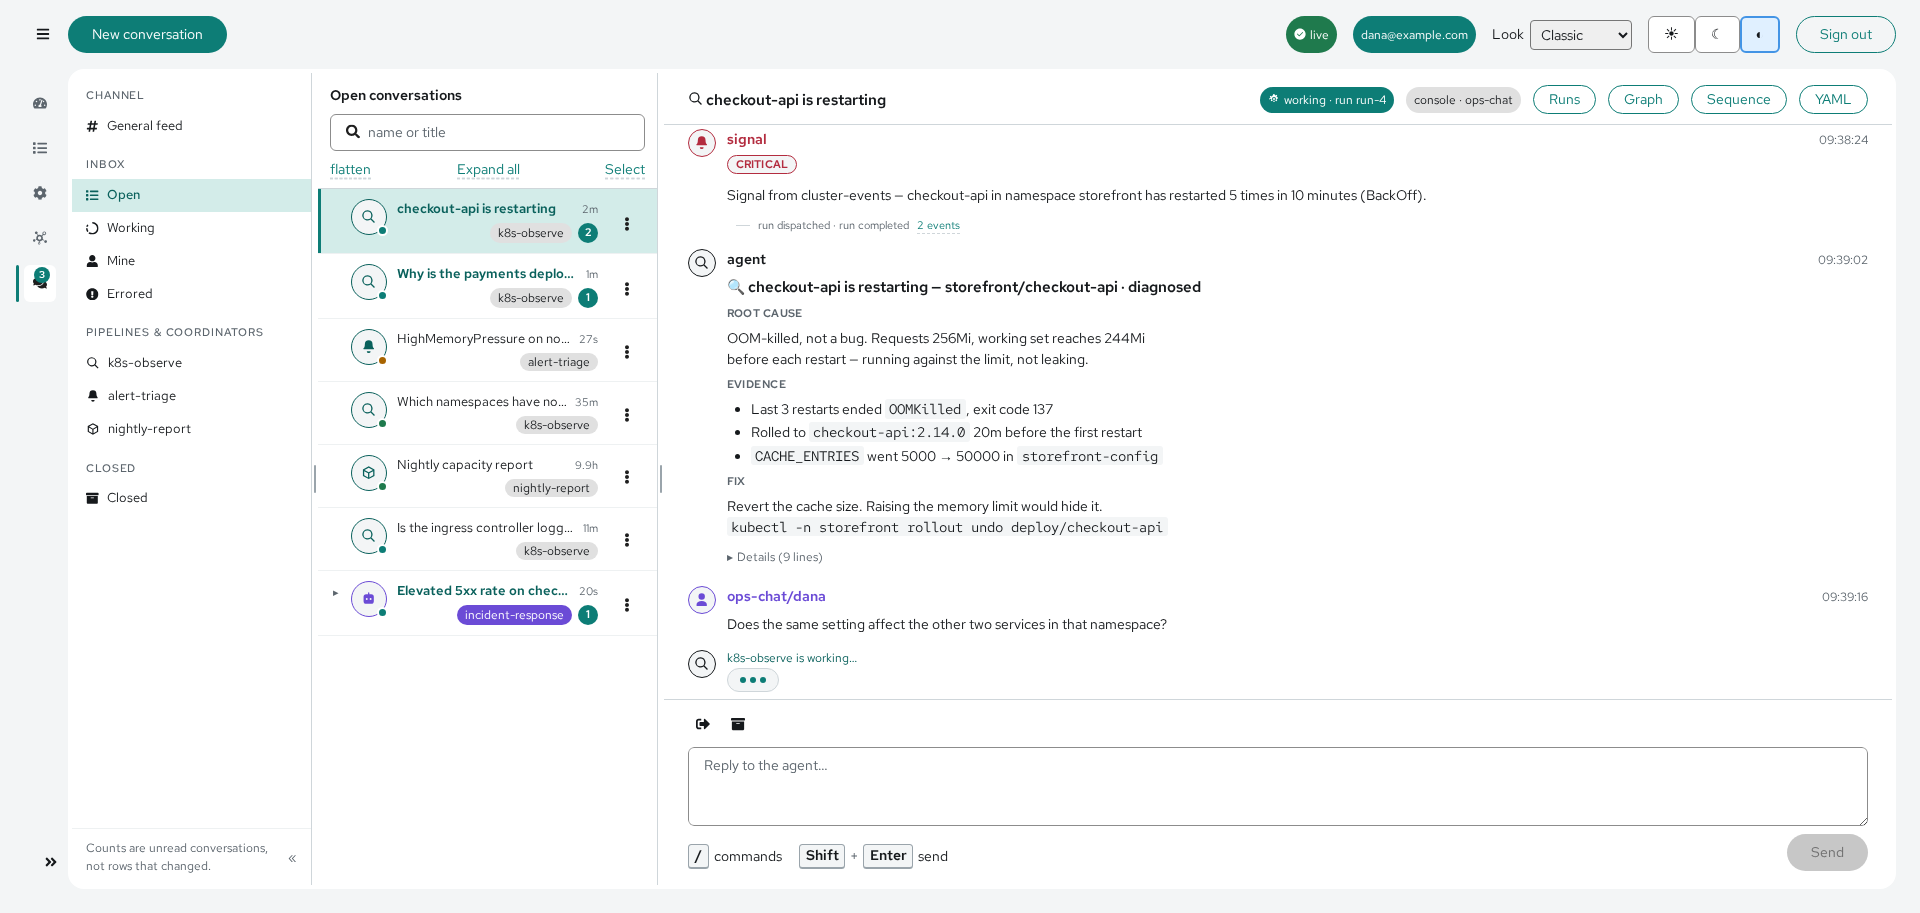 New conversation
live
dana@example.com
Look
Classic
Sign out
3
CHANNEL
General feed
INBOX
Open
Working
Mine
Errored
PIPELINES & COORDINATORS
k8s-observe
alert-triage
nightly-report
CLOSED
Closed
Counts are unread conversations,
not rows that changed.
Open conversations
name or title
flatten
Expand all
Select
checkout-api is restarting 2m
k8s-observe 2
Why is the payments deplo... 1m
k8s-observe 1
HighMemoryPressure on no... 27s
alert-triage
Which namespaces have no... 35m
k8s-observe
Nightly capacity report 9.9h
nightly-report
Is the ingress controller logg... 11m
k8s-observe
Elevated 5xx rate on chec... 20s
incident-response 1
checkout-api is restarting
working · run run-4
console · ops-chat
Runs
Graph
Sequence
YAML
signal 09:38:24
CRITICAL
Signal from cluster-events — checkout-api in namespace storefront has restarted 5 times in 10 minutes (BackOff).
run dispatched · run completed 2 events
agent 09:39:02
checkout-api is restarting — storefront/checkout-api · diagnosed
ROOT CAUSE
OOM-killed, not a bug. Requests 256Mi, working set reaches 244Mi
before each restart — running against the limit, not leaking.
EVIDENCE
• Last 3 restarts ended OOMKilled , exit code 137
• Rolled to checkout-api:2.14.0 20m before the first restart
• CACHE_ENTRIES went 5000 → 50000 in storefront-config
FIX
Revert the cache size. Raising the memory limit would hide it.
kubectl -n storefront rollout undo deploy/checkout-api
▸ Details (9 lines)
ops-chat/dana 09:39:16
Does the same setting affect the other two services in that namespace?
k8s-observe is working...
Reply to the agent...
/ commands Shift + Enter send
Send